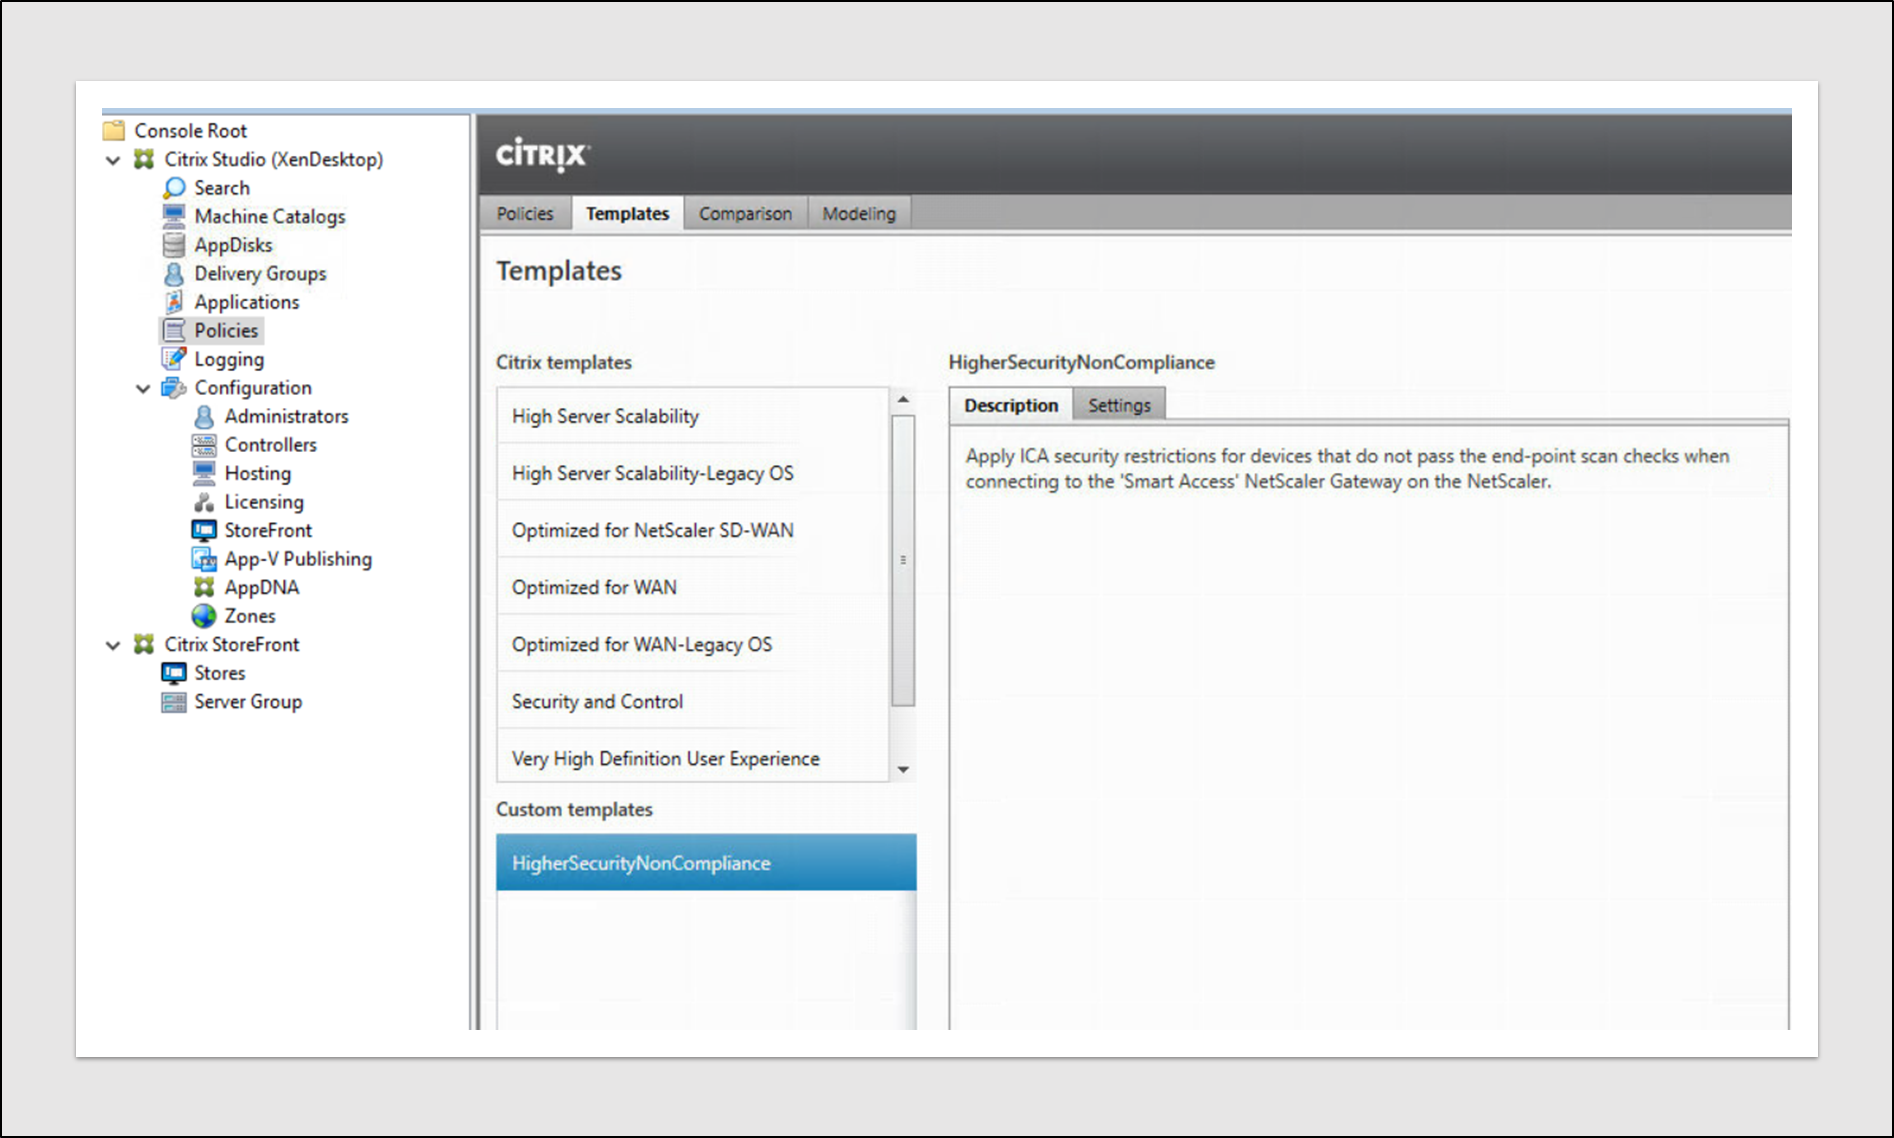 Console Root
Citrix Studio (XenDesktop)
Search
Machine Catalogs
AppDisks
Delivery Groups
Applications
Policies
Logging
Configuration
Administrators
Controllers
Hosting
Licensing
StoreFront
App-V Publishing
AppDNA
Zones
Citrix StoreFront
Stores
Server Group
CİTRIX
Policies
Templates
Comparison
Modeling
Templates
Citrix templates
High Server Scalability
High Server Scalability-Legacy OS
Optimized for NetScaler SD-WAN
Optimized for WAN
Optimized for WAN-Legacy OS
Security and Control
Very High Definition User Experience
Custom templates
HigherSecurityNonCompliance
HigherSecurityNonCompliance
Description
Settings
Apply ICA security restrictions for devices that do not pass the end-point scan checks when
connecting to the 'Smart Access' NetScaler Gateway on the NetScaler.